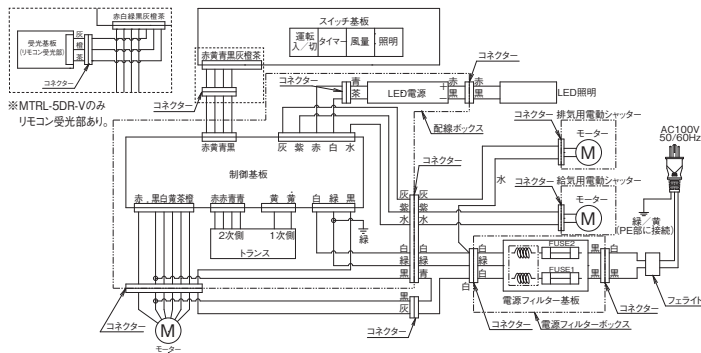 赤白緑黒灰橙茶
受光基板
(リモコン受光部)
灰
橙
茶
コネクター
※MTRL-5DR-Vのみ
リモコン受光部あり。
スイッチ基板
運転
入/切
タイマー
風量
照明
赤黄青黒灰橙茶
コネクター
赤黄青黒
コネクター
青
茶
LED電源
+
−
赤
黒
コネクター
赤
黒
LED照明
配線ボックス
灰 紫 赤 白 水
制御基板
赤 黒白黄茶橙
赤赤青青
黄 黄
白 緑 黒
2次側
1次側
トランス
緑
コネクター
灰
紫
水
灰
紫
水
白
緑
黒
白
緑
青
黒
灰
コネクター
コネクター
M
モーター
水
コネクター
排気用電動シャッター
モーター
M
コネクター
給気用電動シャッター
モーター
M
AC100V
50/60Hz
緑/黄
(PE部に接続)
白
緑
白
白
黒
FUSE2
FUSE1
電源フィルター基板
白
黒
白
黒
コネクター
電源フィルターボックス
コネクター
フェライト